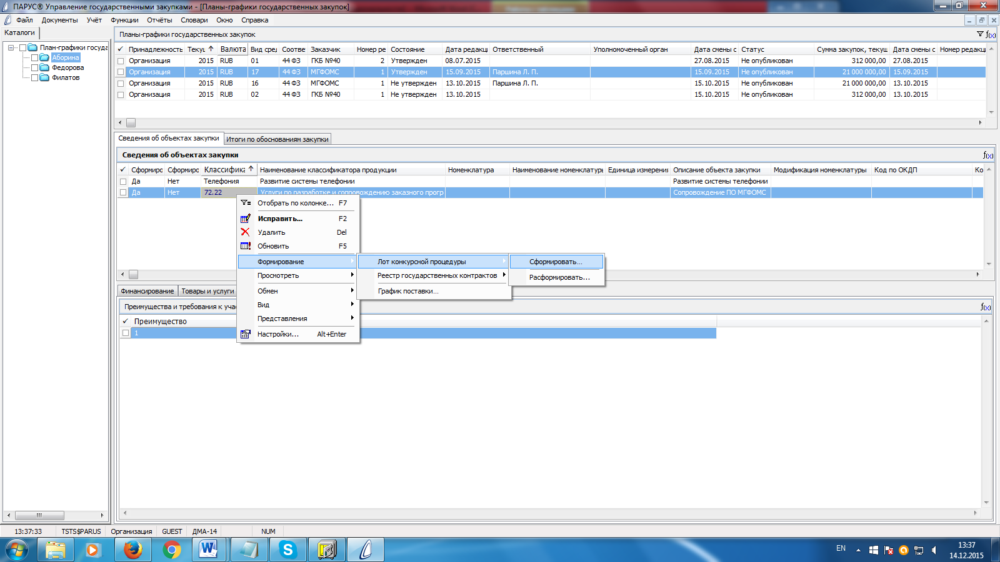 ПАРУС® Управление государственными закупками - [Планы-графики государственных закупок]
Файл Документы Учёт Функции Отчёты Словари Окно Справка
Каталоги
План-графики госуда
Аборина
Федорова
Филатов
Планы-графики государственных закупок
Принадлежность Текущ Валюта Вид сред Соотве Заказчик Номер ре Состояние Дата редакц Ответственный Уполномоченный орган Дата смены с Статус Сумма закупок, текущ Дата смены с Номер редакц
Организация 2015 RUB 01 44 ФЗ ГКБ №40 2 Утвержден 08.07.2015 27.08.2015 Не опубликован 312 000,00 27.08.2015
Организация 2015 RUB 17 44 ФЗ МГФОМС 1 Утвержден 15.09.2015 Паршина Л. П. 15.09.2015 Не опубликован 21 000 000,00 15.09.2015
Организация 2015 RUB 16 44 ФЗ МГФОМС 1 Не утвержден 13.10.2015 Паршина Л. П. 15.10.2015 Не опубликован 21 000 000,00 13.10.2015
Организация 2015 RUB 02 44 ФЗ ГКБ №40 1 Не утвержден 13.10.2015 15.10.2015 Не опубликован 312 000,00 13.10.2015
Сведения об объектах закупки Итоги по обоснованиям закупки
Сведения об объектах закупки
Сформиро Сформиро Классифика Наименование классификатора продукции Номенклатура Наименование номенклатуры Единица измерения Описание объекта закупки Модификация номенклатуры Код по ОКДП Ко
Да Нет Телефония Развитие системы телефонии Развитие системы телефонии
Да Нет 72.22 Услуги по разработке и сопровождению заказного прогр Сопровождение ПО МГФОМС
Отобрать по колонке... F7
Исправить... F2
Удалить Del
Обновить F5
Формирование
Просмотреть
Обмен
Вид
Представления
Настройки... Alt+Enter
Лот конкурсной процедуры
Реестр государственных контрактов
График поставки...
Сформировать...
Расформировать...
Финансирование Товары и услуги
Преимущества и требования к учас
Преимущество
1
13:37:33 TSTS$PARUS Организация GUEST ДМА-14 NUM
EN
13:37
14.12.2015